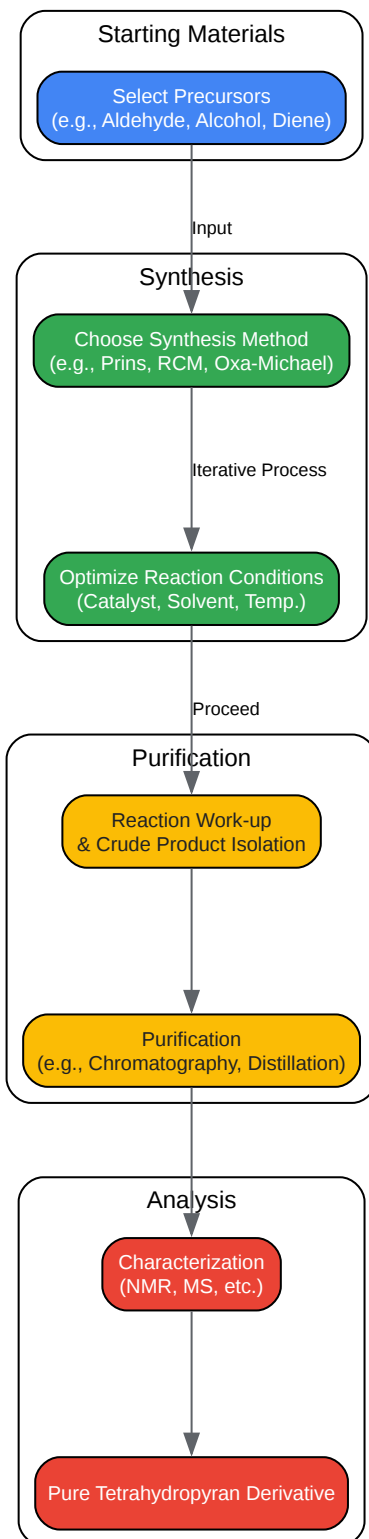 Starting Materials
Select Precursors
(e.g., Aldehyde, Alcohol, Diene)
Input
Synthesis
Choose Synthesis Method
(e.g., Prins, RCM, Oxa-Michael)
Iterative Process
Optimize Reaction Conditions
(Catalyst, Solvent, Temp.)
Proceed
Purification
Reaction Work-up
& Crude Product Isolation
Purification
(e.g., Chromatography, Distillation)
Analysis
Characterization
(NMR, MS, etc.)
Pure Tetrahydropyran Derivative